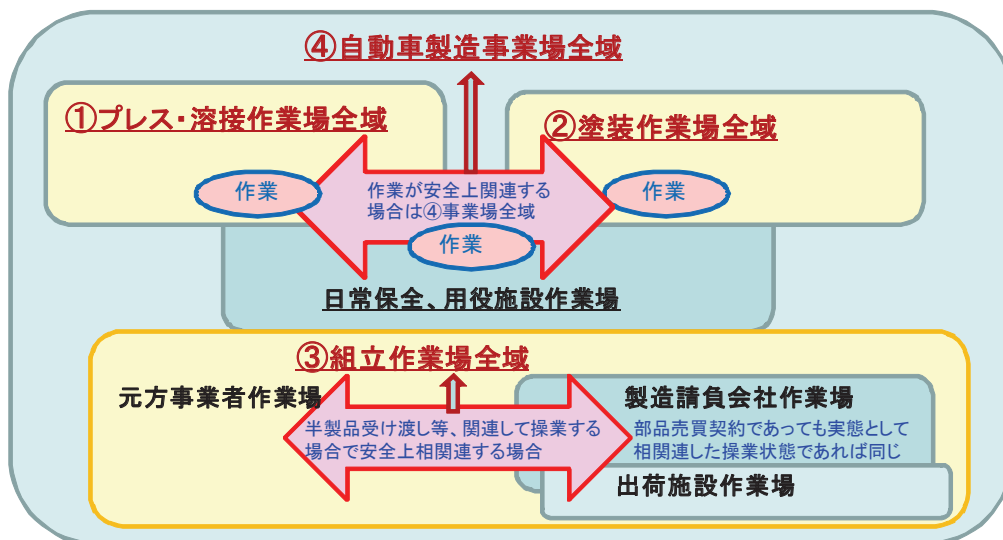 ④自動車製造事業場全域
①プレス・溶接作業場全域
②塗装作業場全域
作業
作業が安全上関連する
場合は④事業場全域
作業
作業
日常保全、用役施設作業場
③組立作業場全域
元方事業者作業場
製造請負会社作業場
半製品受け渡し等、関連して操業する
場合で安全上相関連する場合
部品売買契約であっても実態として
相関連した操業状態であれば同じ
出荷施設作業場